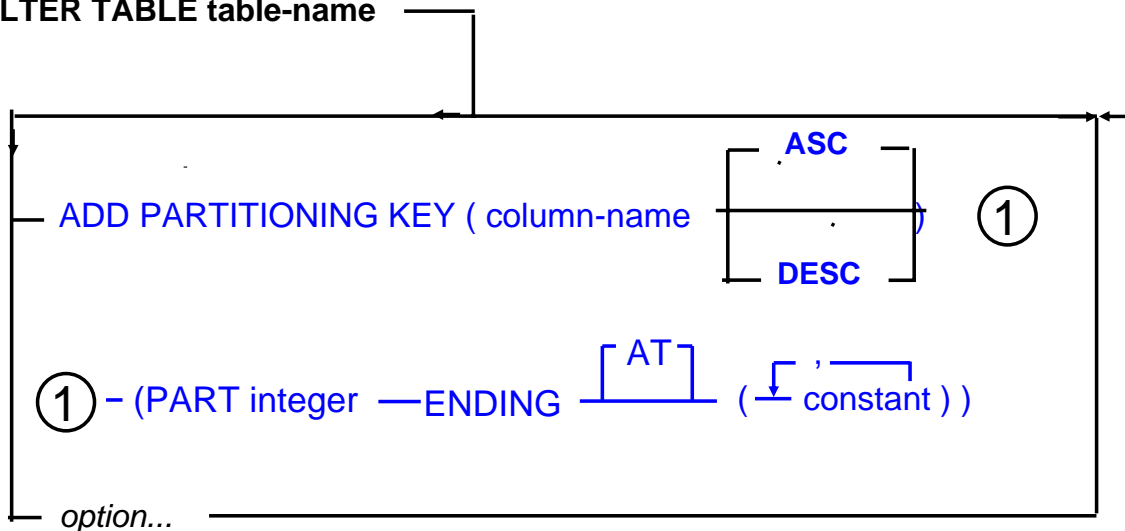 LTER TABLE table-name
ASC
ADD PARTITIONING KEY ( column-name )  ①
DESC
① - (PART integer ENDING AT ( , constant ) )
option...